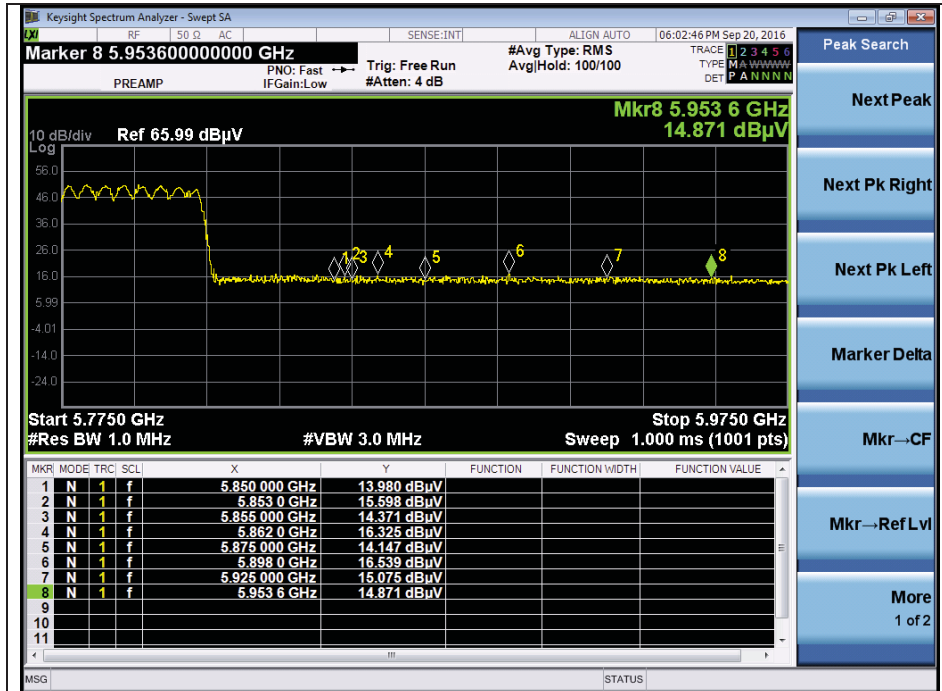 Keysight Spectrum Analyzer - Swept SA
LXI RF 50 Ω AC SENSE:INT ALIGN AUTO 06:02:46 PM Sep 20, 2016
Marker 8 5.953600000000 GHz
PREAMP
PNO: Fast
IFGain:Low
Trig: Free Run
#Atten: 4 dB
#Avg Type: RMS
Avg|Hold: 100/100
TRACE 1 2 3 4 5 6
TYPE M A W W W W
DET P A N N N N
Mkr8 5.953 6 GHz
14.871 dBµV
10 dB/div Ref 65.99 dBµV
Log
56.0
46.0
36.0
26.0
16.0
5.99
-4.01
-14.0
-24.0
1 2 3 4 5 6 7 8
Start 5.7750 GHz Stop 5.9750 GHz
#Res BW 1.0 MHz #VBW 3.0 MHz Sweep 1.000 ms (1001 pts)
MKR MODE TRC SCL X Y FUNCTION FUNCTION WIDTH FUNCTION VALUE
1 N 1 f 5.850 000 GHz 13.980 dBµV
2 N 1 f 5.853 0 GHz 15.598 dBµV
3 N 1 f 5.855 000 GHz 14.371 dBµV
4 N 1 f 5.862 0 GHz 16.325 dBµV
5 N 1 f 5.875 000 GHz 14.147 dBµV
6 N 1 f 5.898 0 GHz 16.539 dBµV
7 N 1 f 5.925 000 GHz 15.075 dBµV
8 N 1 f 5.953 6 GHz 14.871 dBµV
9
10
11
MSG STATUS
Peak Search
Next Peak
Next Pk Right
Next Pk Left
Marker Delta
Mkr→CF
Mkr→Ref Lvl
More
1 of 2